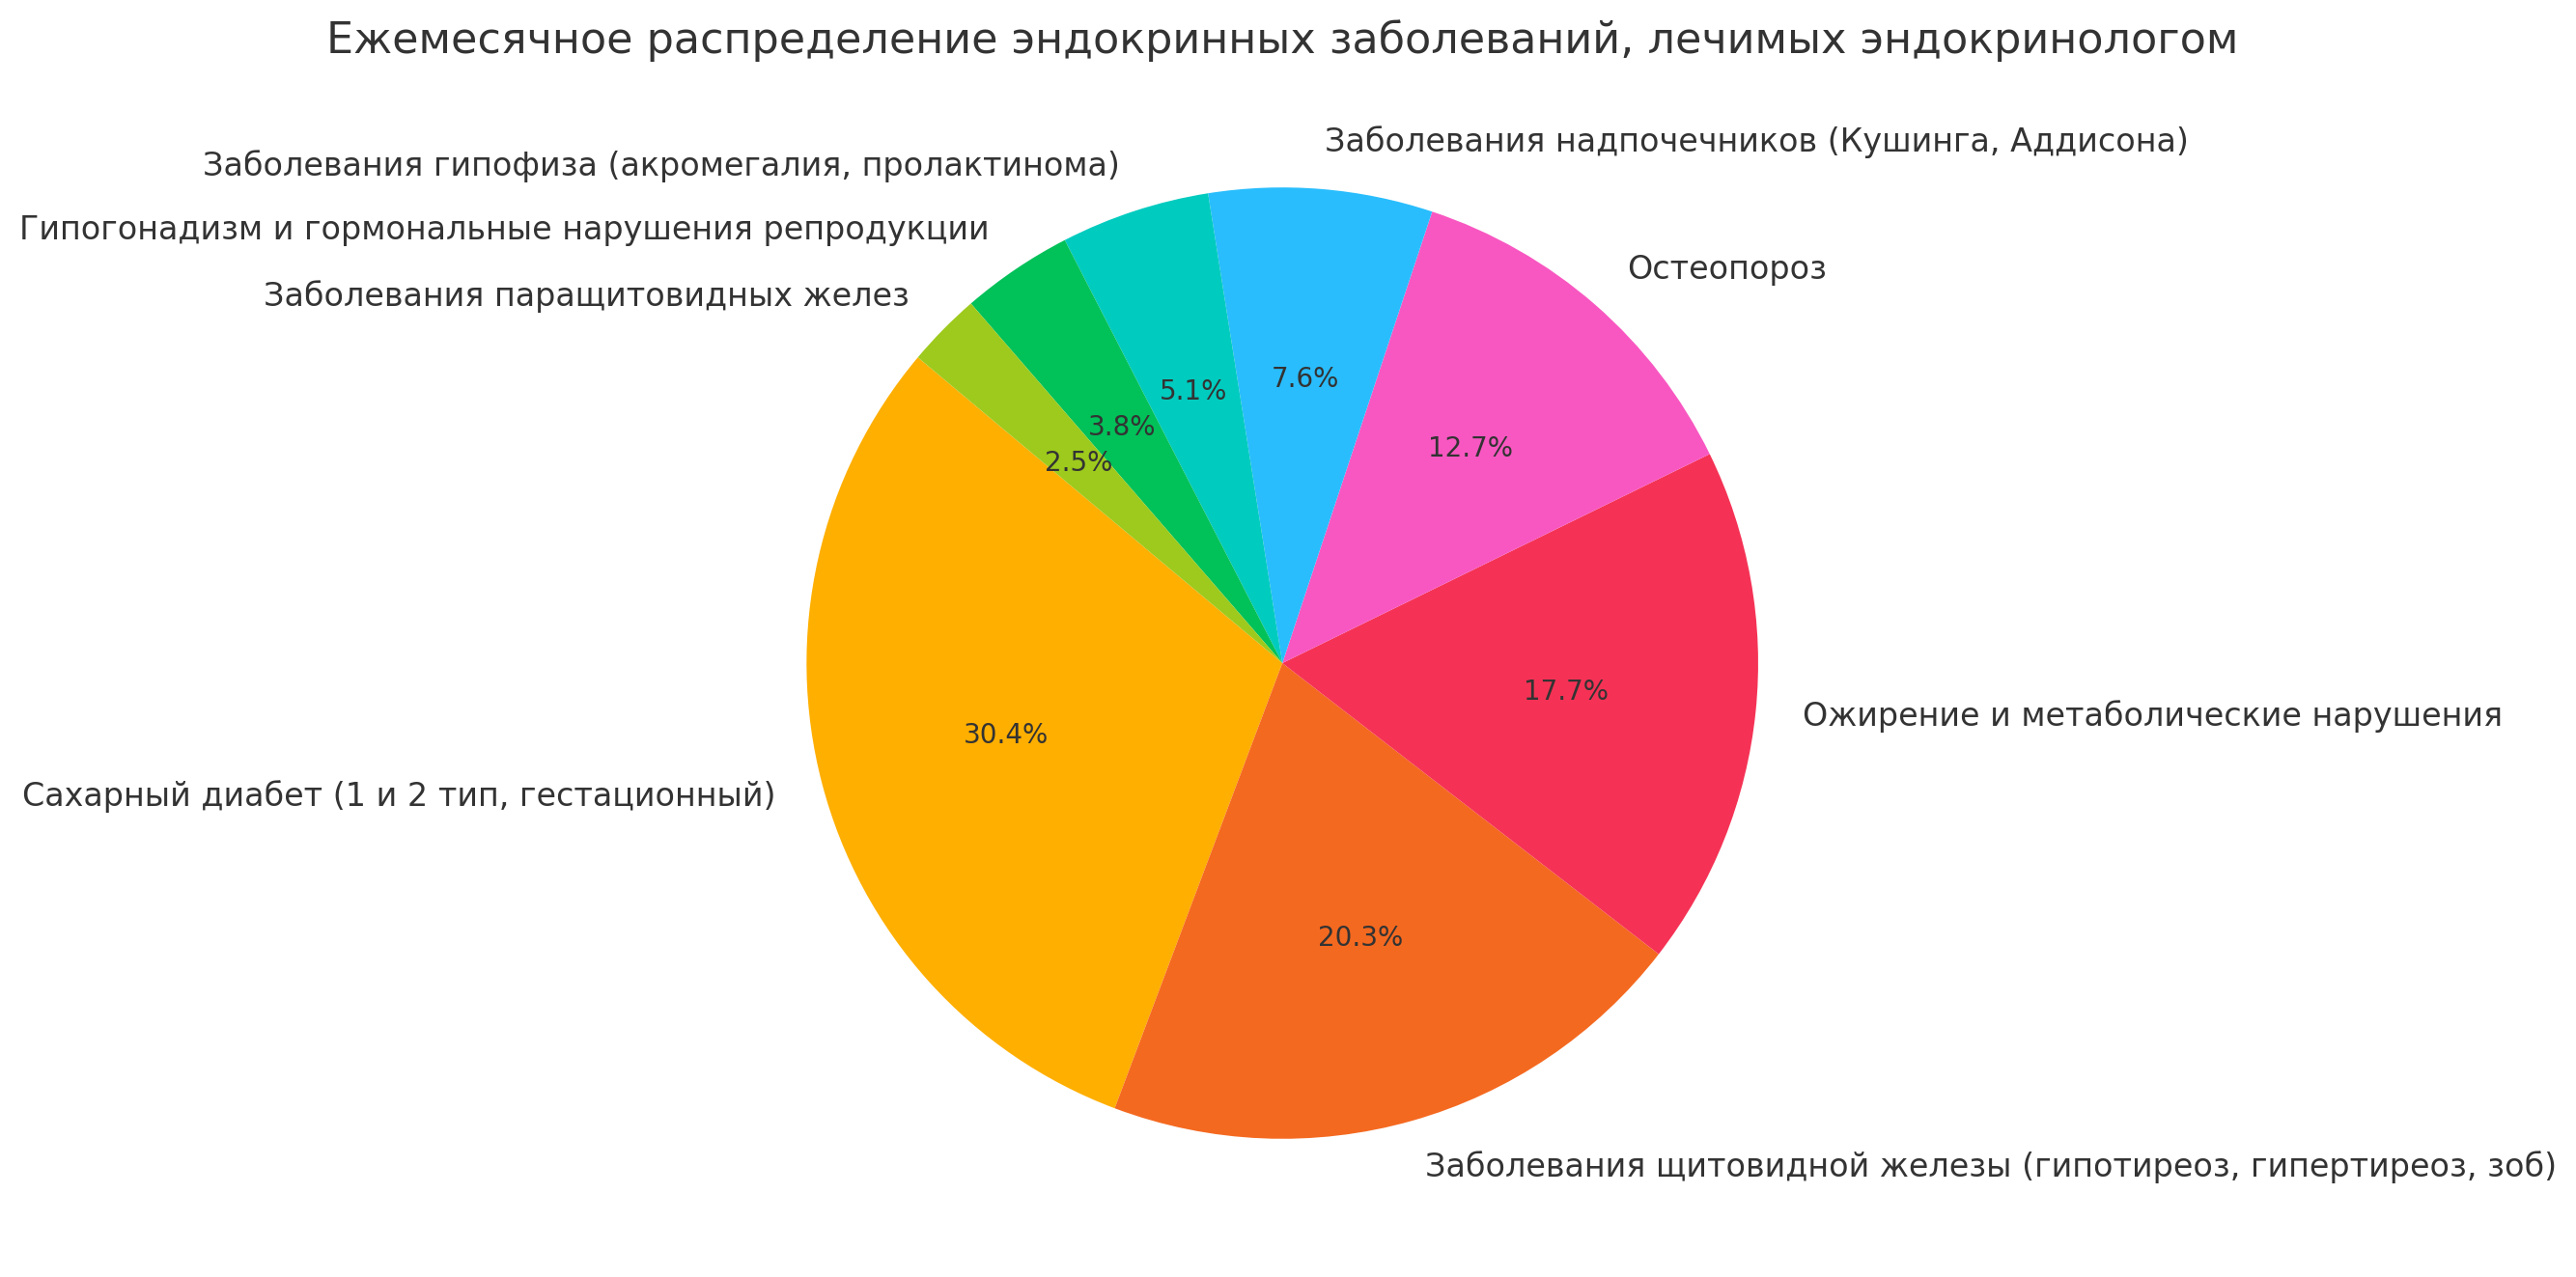 Ежемесячное распределение эндокринных заболеваний, лечимых эндокринологом
Заболевания надпочечников (Кушинга, Аддисона)
Заболевания гипофиза (акромегалия, пролактинома)
Гипогонадизм и гормональные нарушения репродукции
Остеопороз
Заболевания паращитовидных желез
7.6%
5.1%
3.8%
12.7%
2.5%
17.7%
Ожирение и метаболические нарушения
30.4%
Сахарный диабет (1 и 2 тип, гестационный)
20.3%
Заболевания щитовидной железы (гипотиреоз, гипертиреоз, зоб)